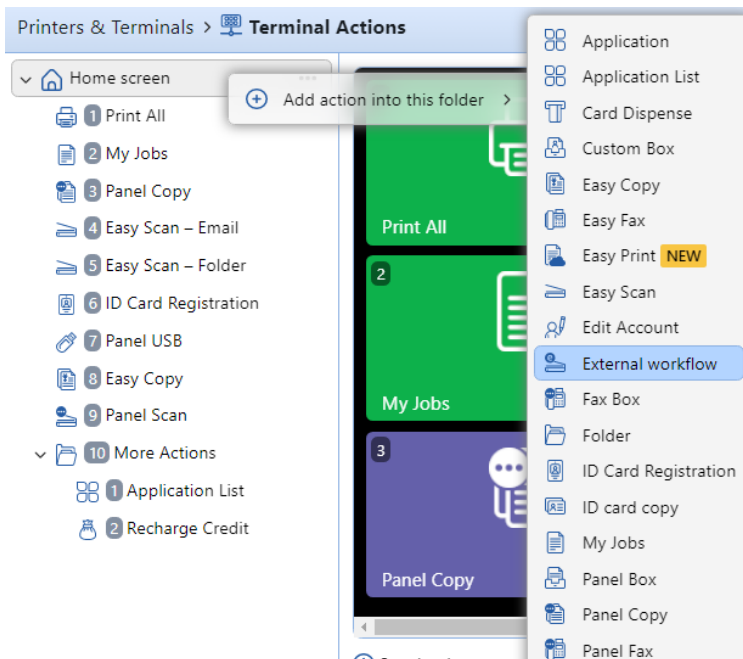 Printers & Terminals > Terminal Actions
Home screen
Add action into this folder
1 Print All
2 My Jobs
3 Panel Copy
4 Easy Scan – Email
5 Easy Scan – Folder
6 ID Card Registration
7 Panel USB
8 Easy Copy
9 Panel Scan
10 More Actions
1 Application List
2 Recharge Credit
Print All
2
My Jobs
3
Panel Copy
Application
Application List
Card Dispense
Custom Box
Easy Copy
Easy Fax
Easy Print NEW
Easy Scan
Edit Account
External workflow
Fax Box
Folder
ID Card Registration
ID card copy
My Jobs
Panel Box
Panel Copy
Panel Fax